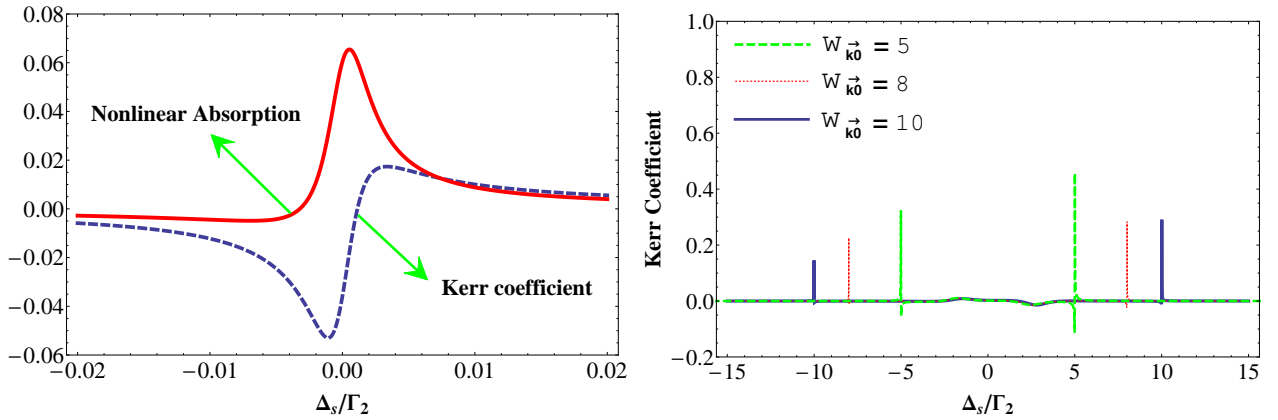 0.08
0.06
0.04
0.02
0.00
−0.02
−0.04
−0.06
Nonlinear Absorption
Kerr coefficient
−0.02 −0.01 0.00 0.01 0.02
Δs/Γ2
Kerr Coefficient
1.0
0.8
0.6
0.4
0.2
0.0
−0.2
W k⃗0 = 5
W k⃗0 = 8
W k⃗0 = 10
−15 −10 −5 0 5 10 15
Δs/Γ2